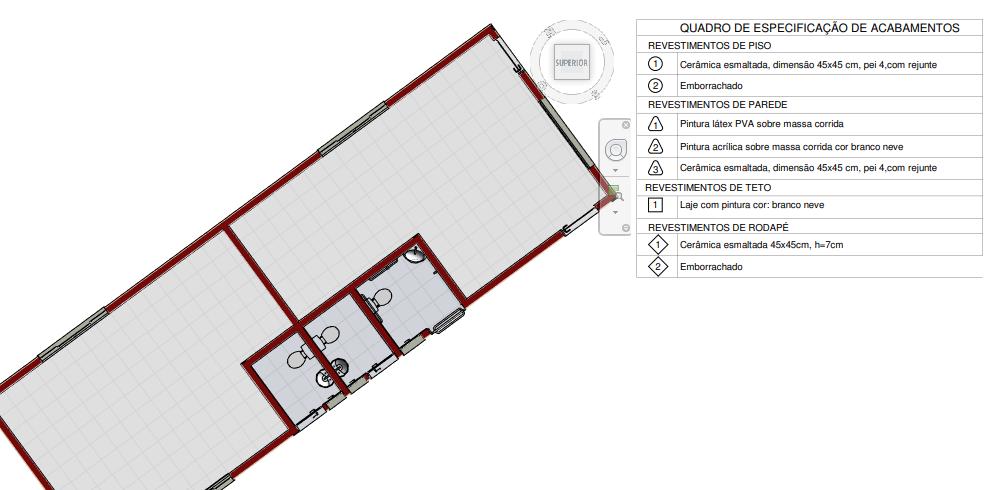 SUPERIOR
QUADRO DE ESPECIFICAÇÃO DE ACABAMENTOS
REVESTIMENTOS DE PISO
1 Cerâmica esmaltada, dimensão 45x45 cm, pei 4,com rejunte
2 Emborrachado
REVESTIMENTOS DE PAREDE
1 Pintura látex PVA sobre massa corrida
2 Pintura acrílica sobre massa corrida cor branco neve
3 Cerâmica esmaltada, dimensão 45x45 cm, pei 4,com rejunte
REVESTIMENTOS DE TETO
1 Laje com pintura cor: branco neve
REVESTIMENTOS DE RODAPÉ
1 Cerâmica esmaltada 45x45cm, h=7cm
2 Emborrachado